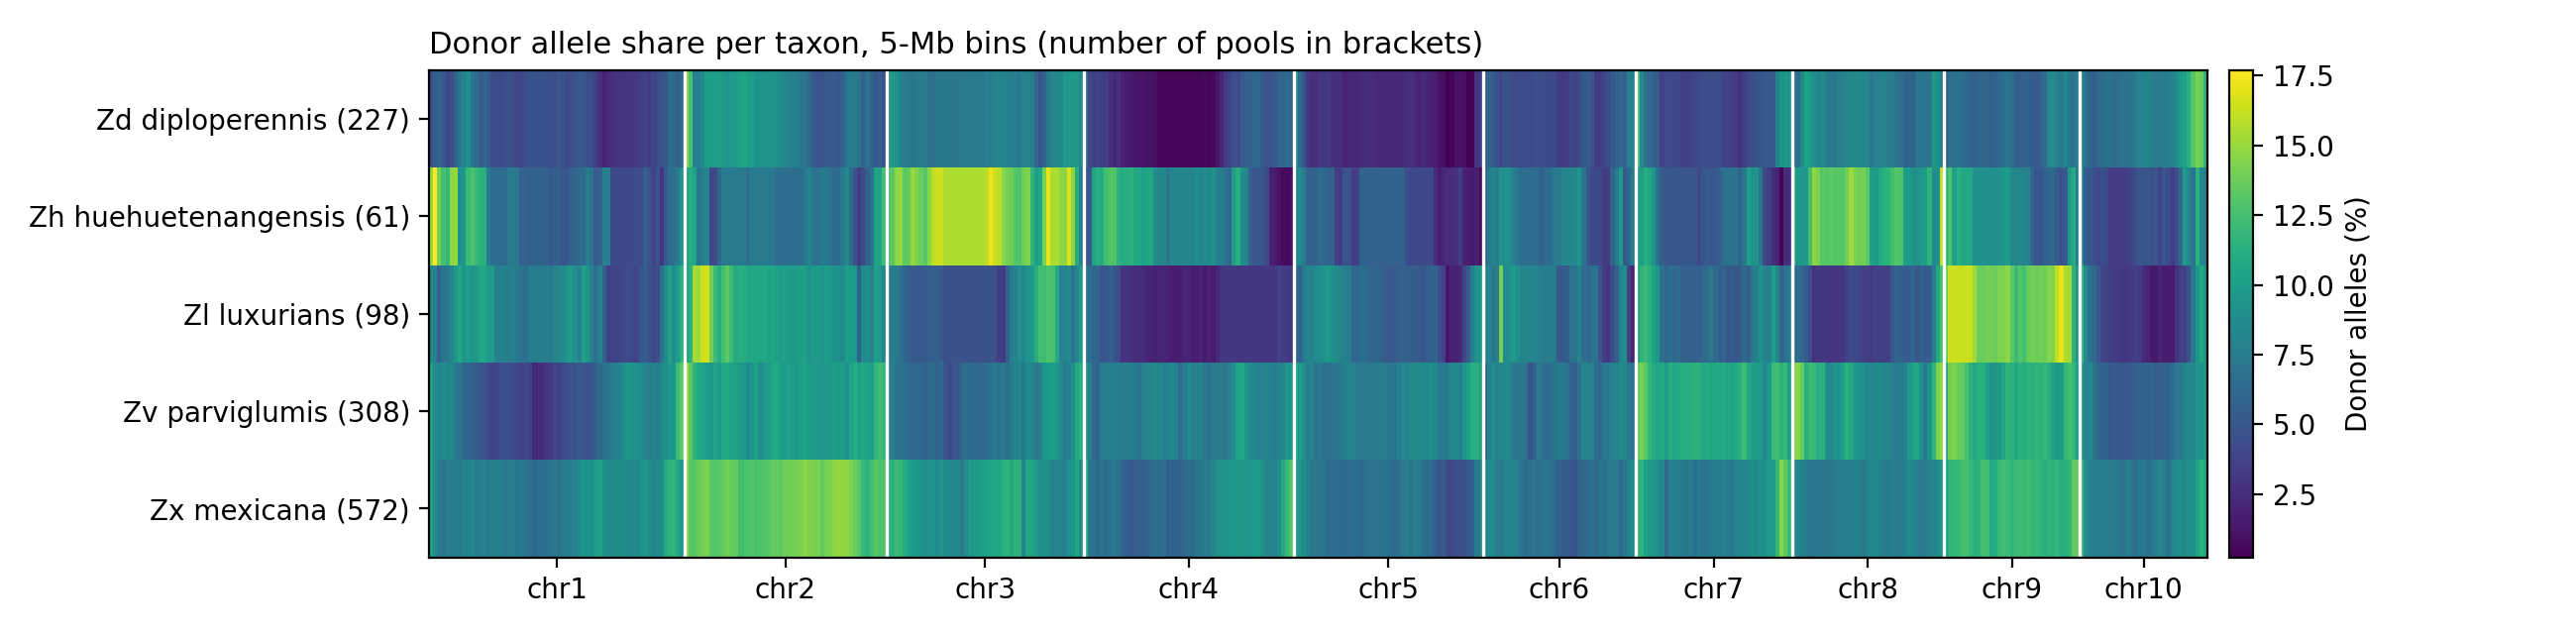 Donor allele share per taxon, 5-Mb bins (number of pools in brackets)
Zd diploperennis (227)
Zh huehuetenangensis (61)
Zl luxurians (98)
Zv parviglumis (308)
Zx mexicana (572)
chr1 chr2 chr3 chr4 chr5 chr6 chr7 chr8 chr9 chr10
17.5
15.0
12.5
10.0
7.5
5.0
2.5
Donor alleles (%)